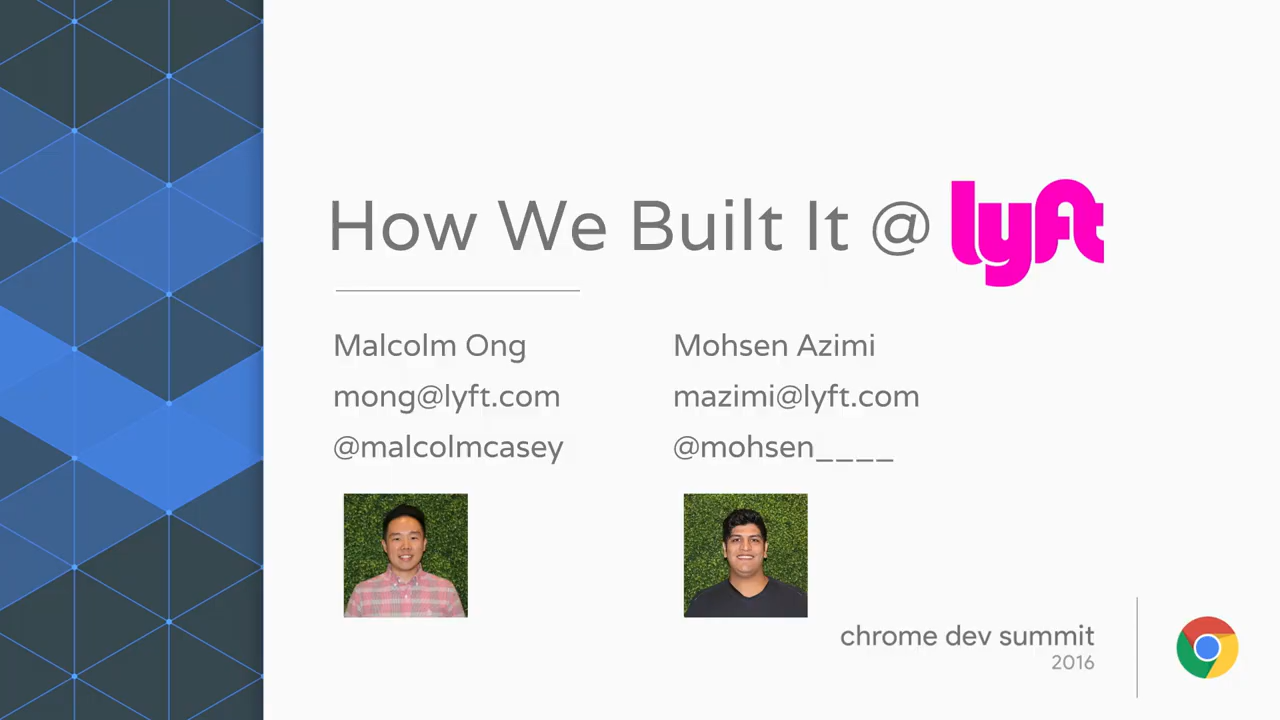 How We Built It @ lyft
Malcolm Ong
mong@lyft.com
@malcolmcasey
Mohsen Azimi
mazimi@lyft.com
@mohsen____
chrome dev summit
2016